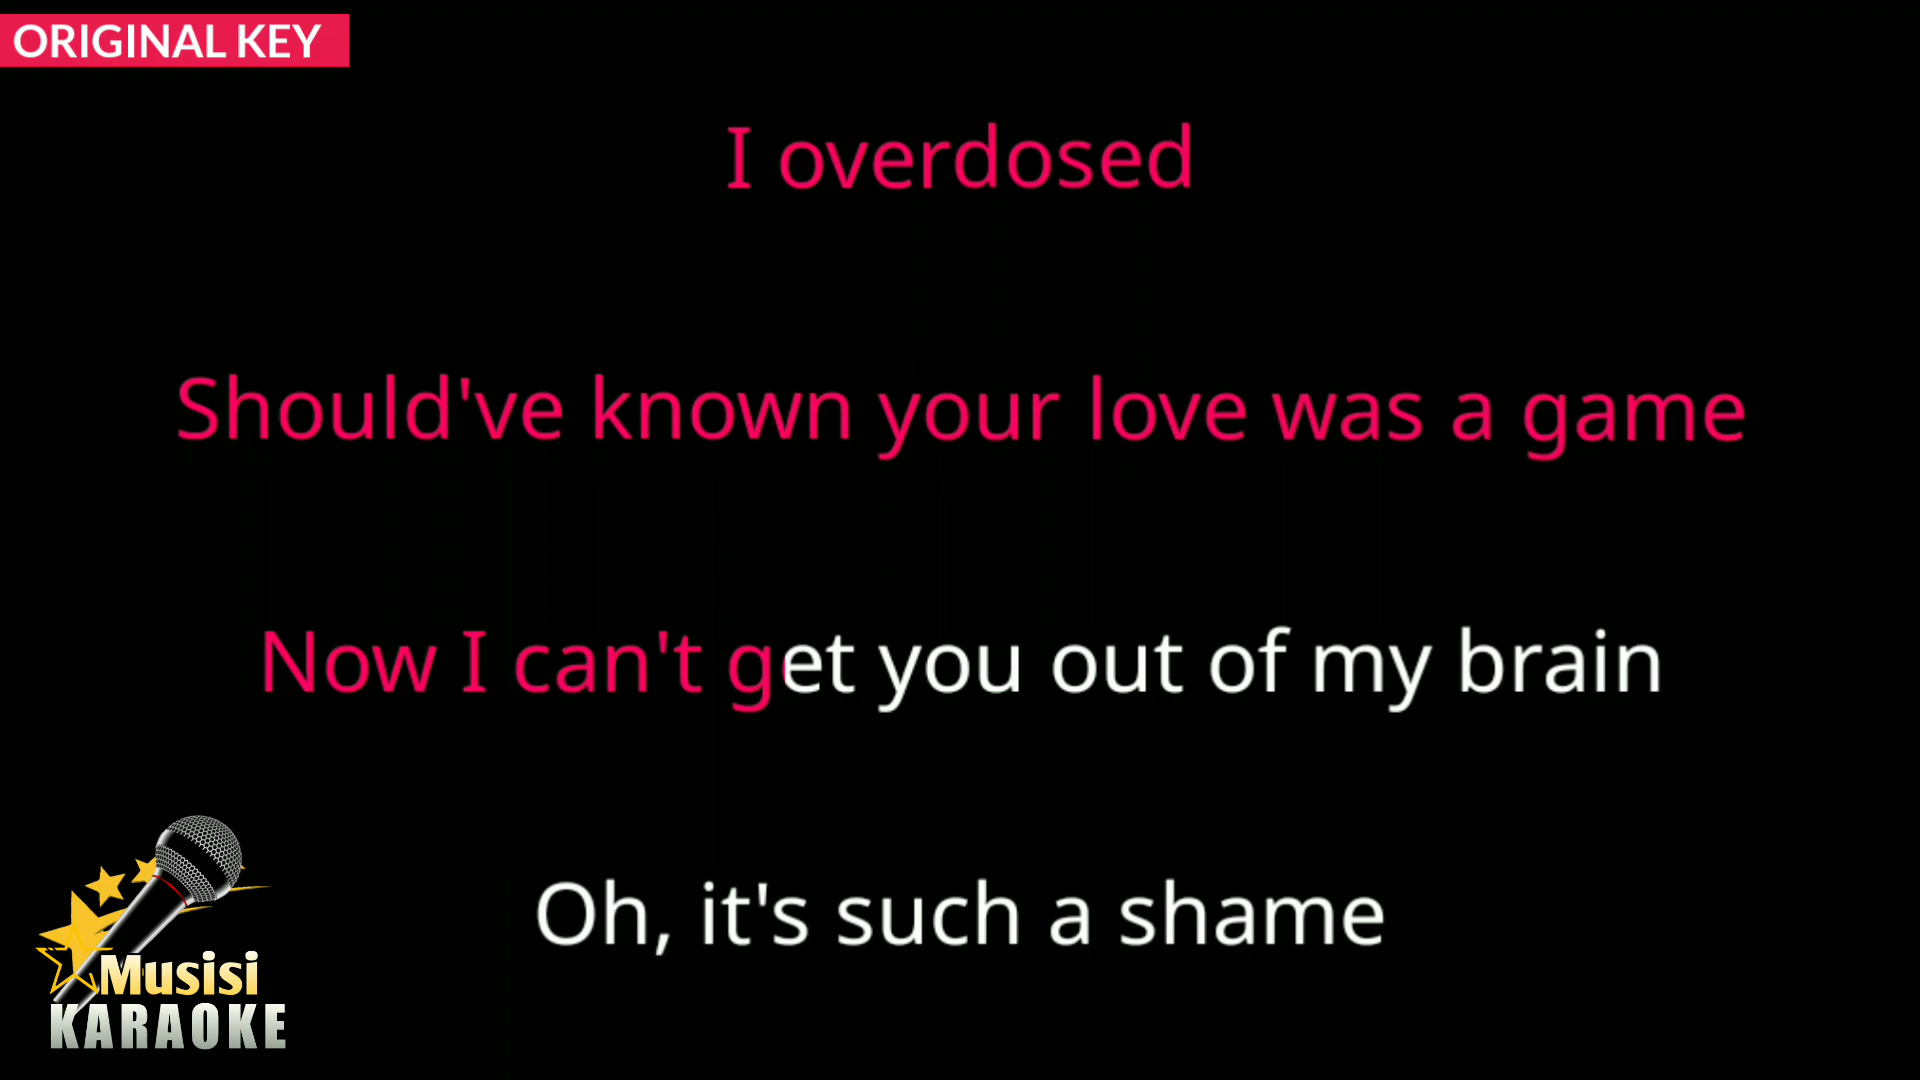 ORIGINAL KEY
I overdosed
Should've known your love was a game
Now I can't get you out of my brain
Oh, it's such a shame
Musisi
KARAOKE